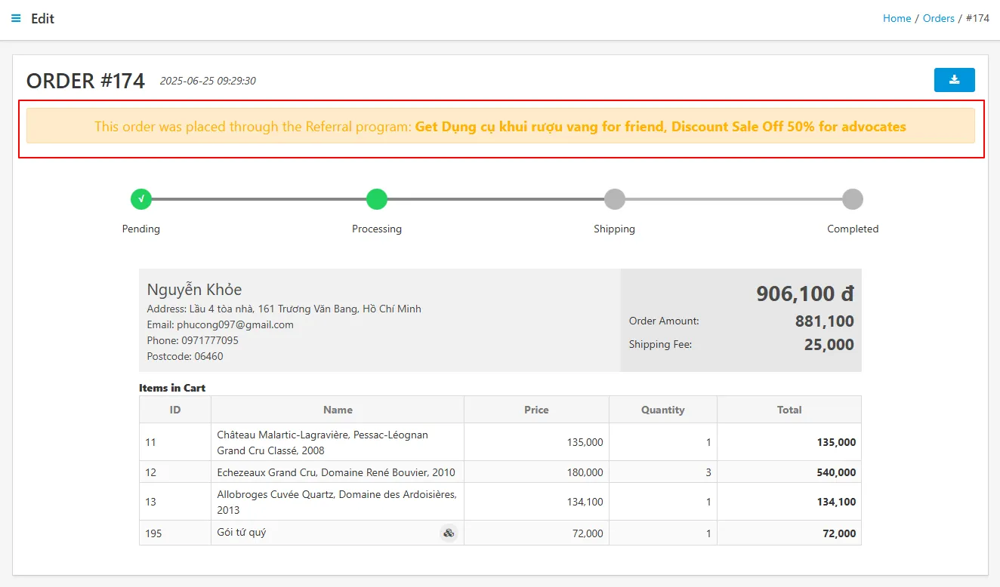 Edit
Home / Orders / #174
ORDER #174 2025-06-25 09:29:30
This order was placed through the Referral program: Get Dụng cụ khui rượu vang for friend, Discount Sale Off 50% for advocates
√
Pending Processing Shipping Completed
Nguyễn Khỏe
Address: Lầu 4 tòa nhà, 161 Trương Văn Bang, Hồ Chí Minh
Email: phucong097@gmail.com
Phone: 0971777095
Postcode: 06460
906,100 đ
Order Amount: 881,100
Shipping Fee: 25,000
Items in Cart
ID Name Price Quantity Total
11 Château Malartic-Lagravière, Pessac-Léognan
Grand Cru Classé, 2008 135,000 1 135,000
12 Echezeaux Grand Cru, Domaine René Bouvier, 2010 180,000 3 540,000
13 Allobroges Cuvée Quartz, Domaine des Ardoisières,
2013 134,100 1 134,100
195 Gói tứ quý 72,000 1 72,000